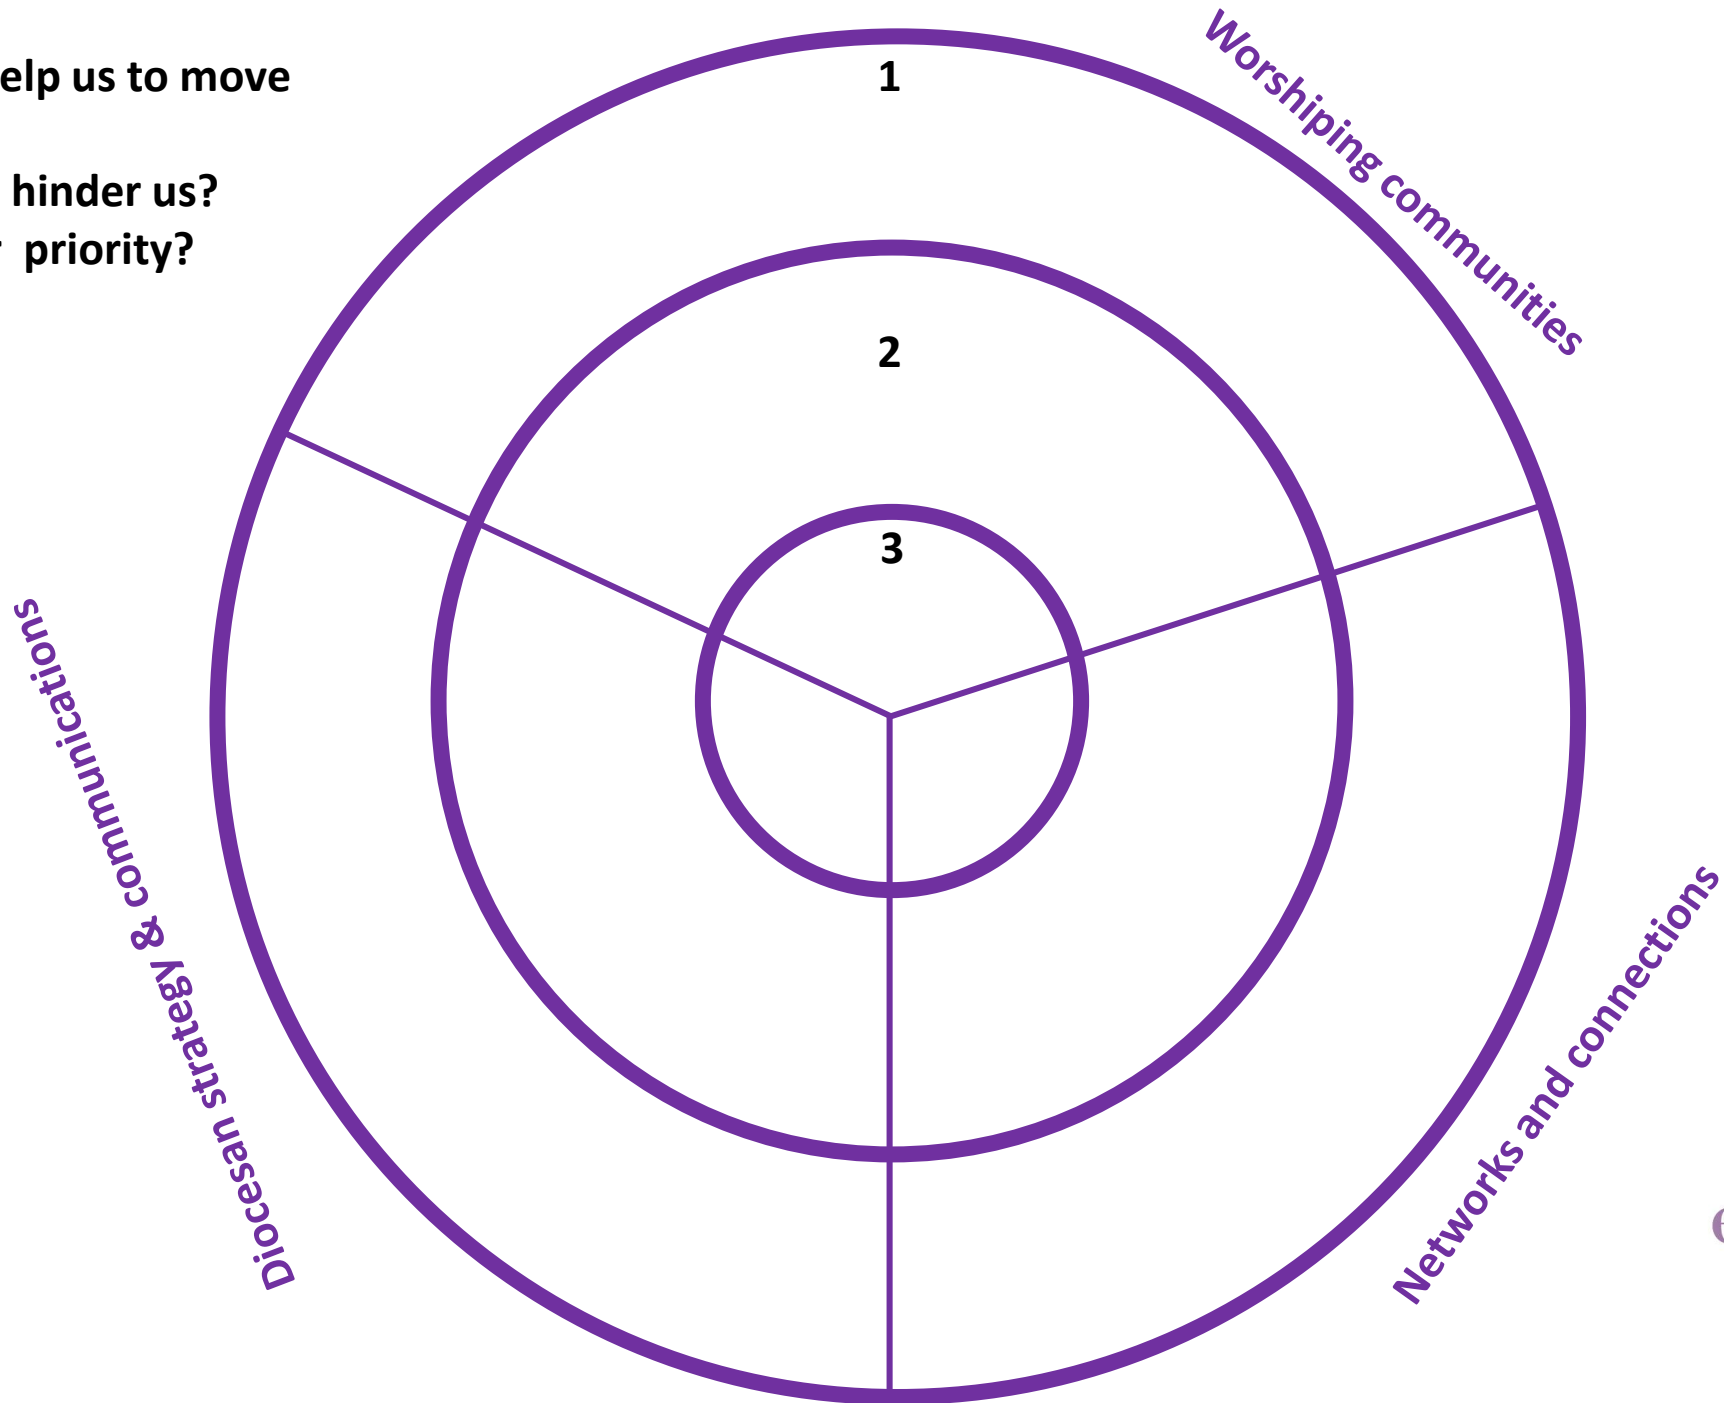 elp us to move
hinder us?
priority?
1
2
3
Worshiping communities
Networks and connections
Diocesan strategy & communications